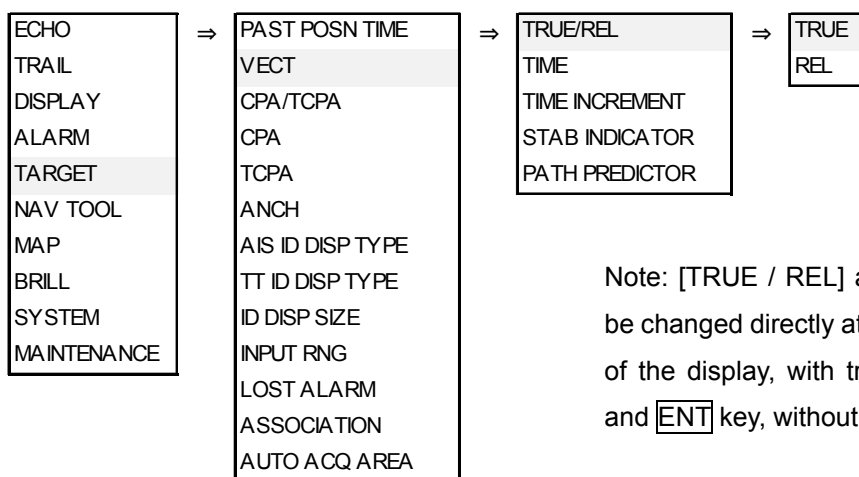 ECHO
TRAIL
DISPLAY
ALARM
TARGET
NAV TOOL
MAP
BRILL
SYSTEM
MAINTENANCE
⇒
PAST POSN TIME
VECT
CPA/TCPA
CPA
TCPA
ANCH
AIS ID DISP TYPE
TT ID DISP TYPE
ID DISP SIZE
INPUT RNG
LOST ALARM
ASSOCIATION
AUTO ACQ AREA
⇒
TRUE/REL
TIME
TIME INCREMENT
STAB INDICATOR
PATH PREDICTOR
⇒
TRUE
REL
Note: [TRUE / REL]
be changed directly
of the display, with
and ENT key, without